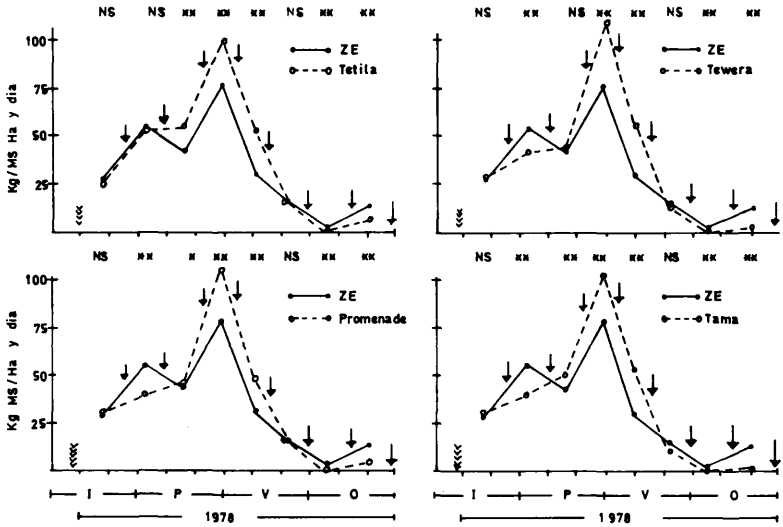 NS NS ** ** ** NS ** **
NS ** NS ** ** NS ** **
100
75
50
25
Kg/MS Ha y dia
ZE
Tetila
ZE
Tewera
NS ** * ** ** NS ** **
NS ** ** ** ** NS ** **
100
75
50
25
Kg MS/Ha y dia
ZE
Promenade
ZE
Tama
I P V O
I P V O
1978
1978